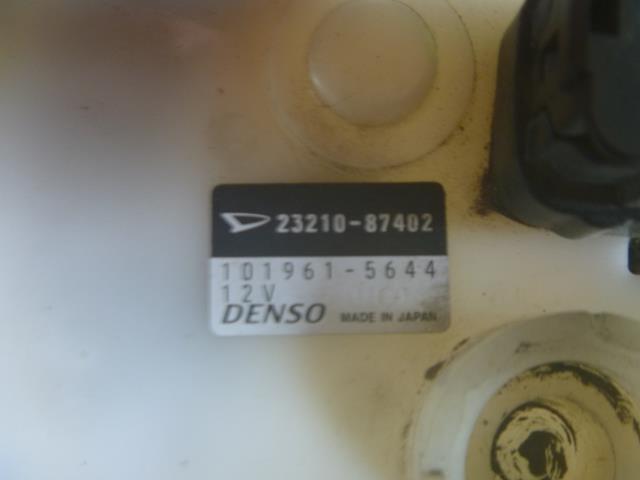 23210-87402
101961-5644
12V
DENSO MADE IN JAPAN